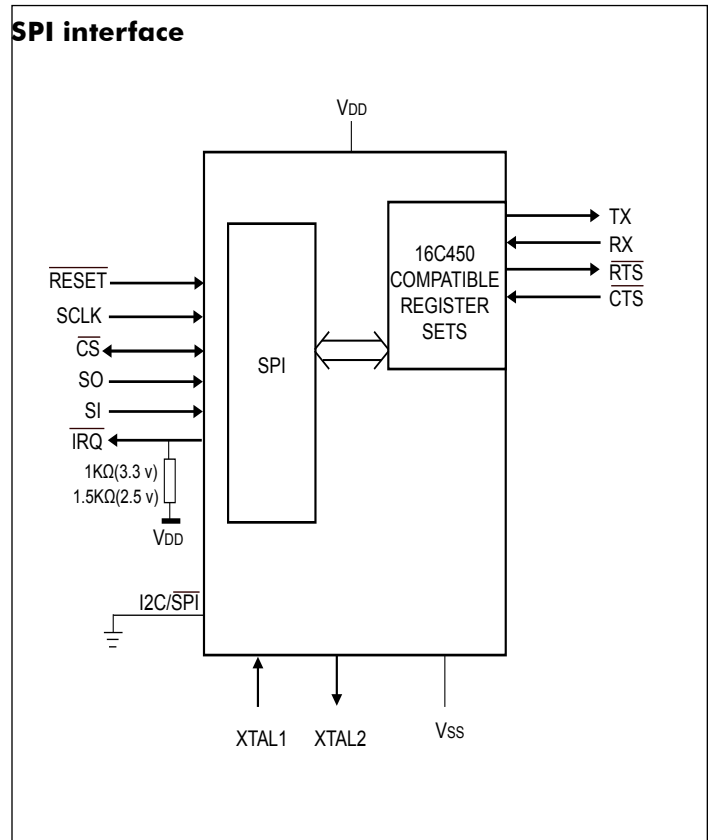 SPI interface
VDD
TX
RX
RTS
CTS
16C450
COMPATIBLE
REGISTER
SETS
RESET
SCLK
CS
SO
SI
IRQ
SPI
1KΩ(3.3 v)
1.5KΩ(2.5 v)
VDD
I2C/SPI
XTAL1
XTAL2
Vss